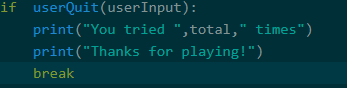 if  userQuit(userInput):
    print("You tried ",total," times")
    print("Thanks for playing!")
    break